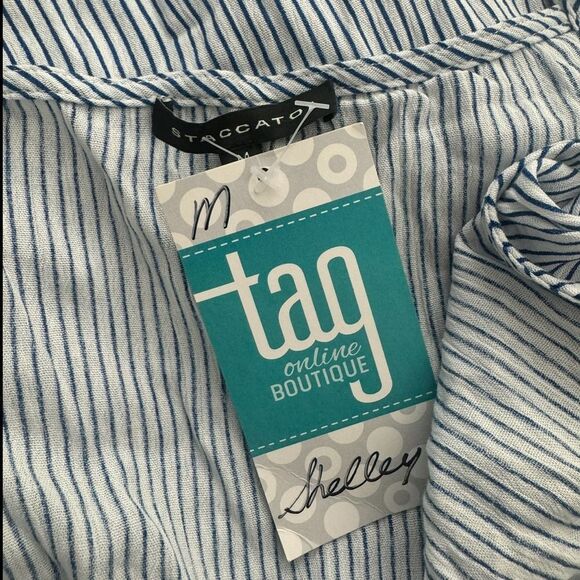 STACCATO
M
tag
online
BOUTIQUE
Shelley